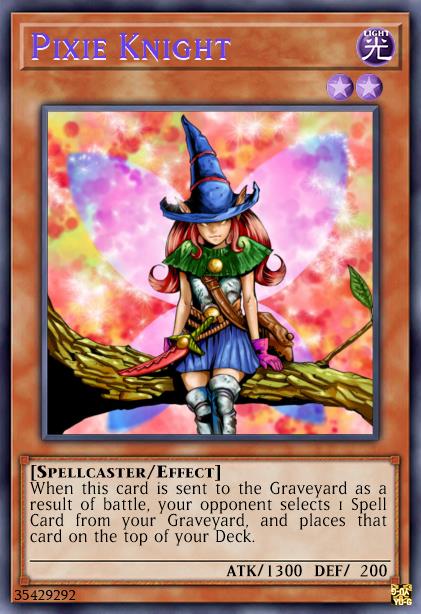 Pixie Knight
LIGHT
光
[Spellcaster/Effect]
When this card is sent to the Graveyard as a
result of battle, your opponent selects 1 Spell
Card from your Graveyard, and places that
card on the top of your Deck.
ATK/1300 DEF/ 200
35429292